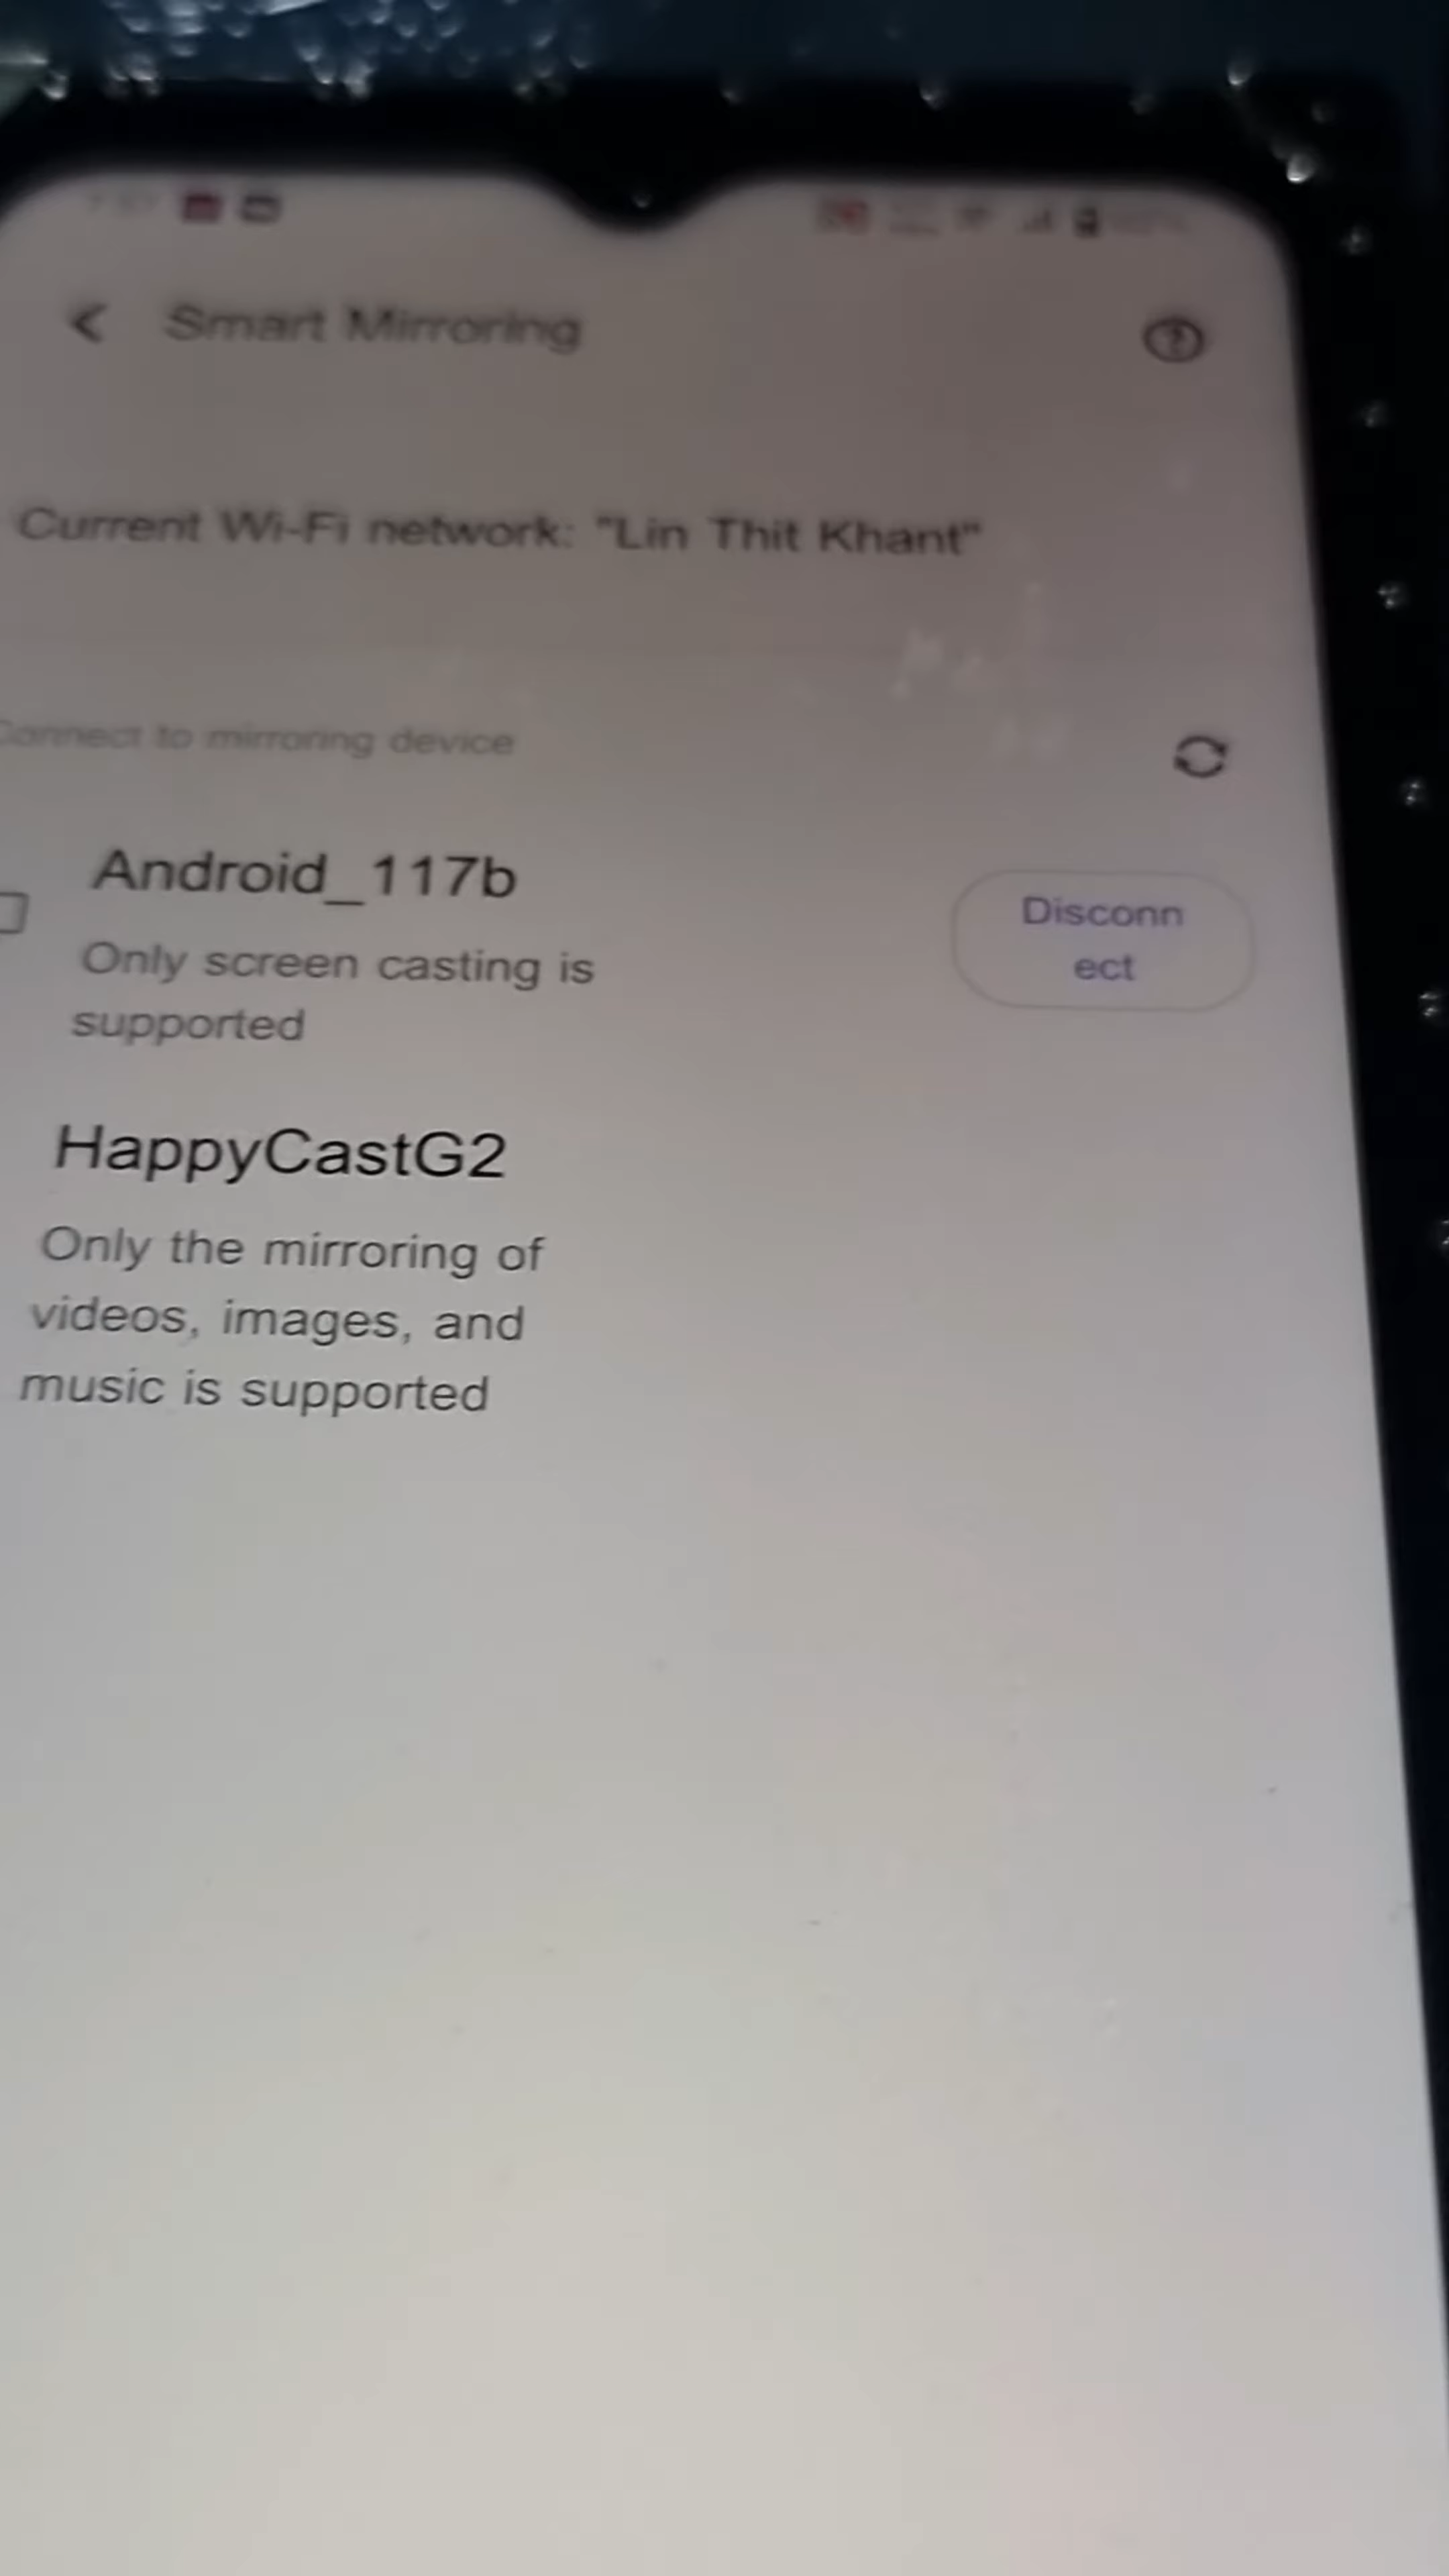 Smart Mirroring
Current Wi-Fi network: "Lin Thit Khant"
Connect to mirroring device
Android_117b
Only screen casting is
supported
Disconn
ect
HappyCastG2
Only the mirroring of
videos, images, and
music is supported